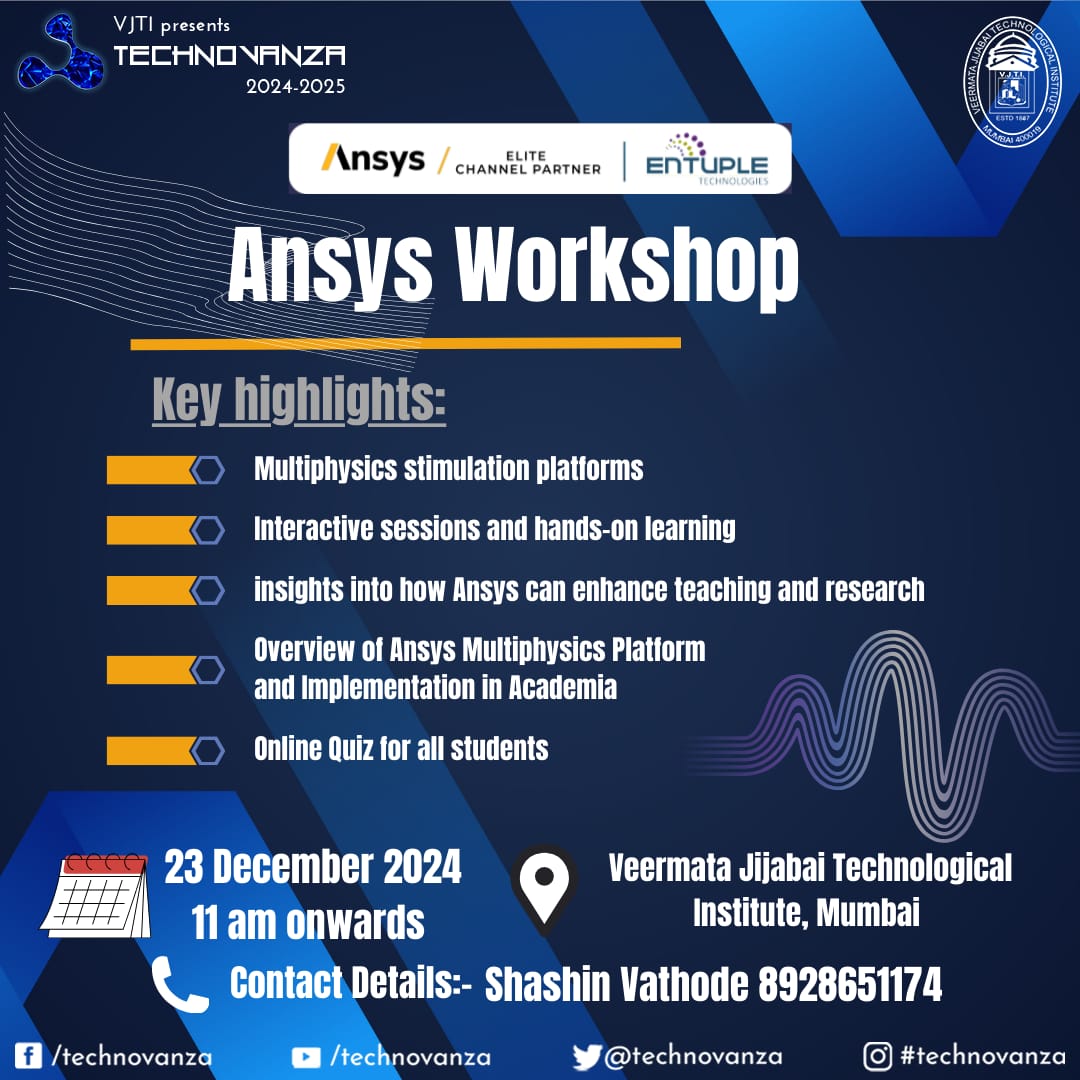 VJTI presents
TECHNOVANZA
2024-2025
VEERMATA JIJABAI TECHNOLOGICAL INSTITUTE
V.J.T.I.
ESTD 1887
MUMBAI 400019
Ansys / ELITE CHANNEL PARTNER | ENTUPLE TECHNOLOGIES
Ansys Workshop
Key highlights:
Multiphysics stimulation platforms
Interactive sessions and hands-on learning
insights into how Ansys can enhance teaching and research
Overview of Ansys Multiphysics Platform
and Implementation in Academia
Online Quiz for all students
23 December 2024
11 am onwards
Veermata Jijabai Technological
Institute, Mumbai
Contact Details:- Shashin Vathode 8928651174
/technovanza /technovanza @technovanza #technovanza